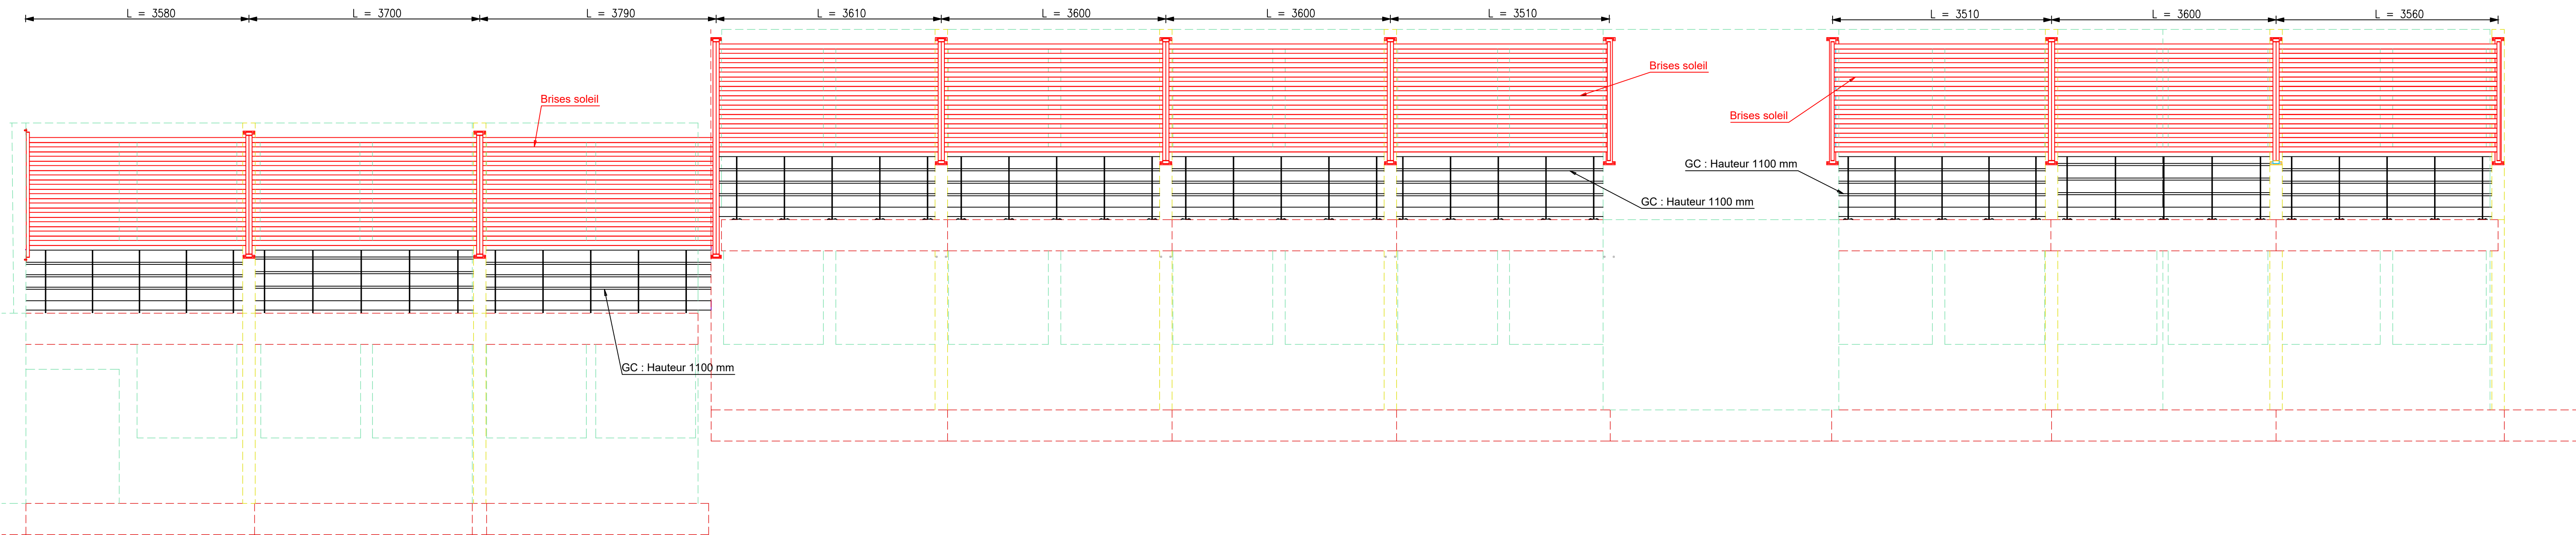 L = 3580
L = 3700
L = 3790
L = 3610
L = 3600
L = 3600
L = 3510
L = 3510
L = 3600
L = 3560
Brises soleil
Brises soleil
Brises soleil
GC : Hauteur 1100 mm
GC : Hauteur 1100 mm
GC : Hauteur 1100 mm